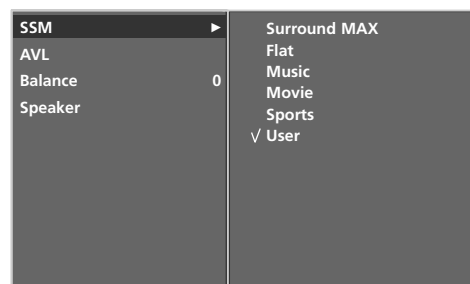 SSM ►
AVL
Balance 0
Speaker
Surround MAX
Flat
Music
Movie
Sports
√ User